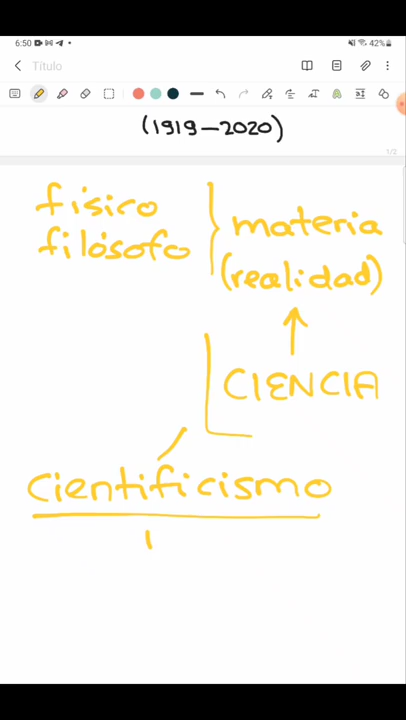 6:50
42%
Título
(1919-2020)
1/2
físico
filósofo
materia
(realidad)
CIENCIA
cientificismo